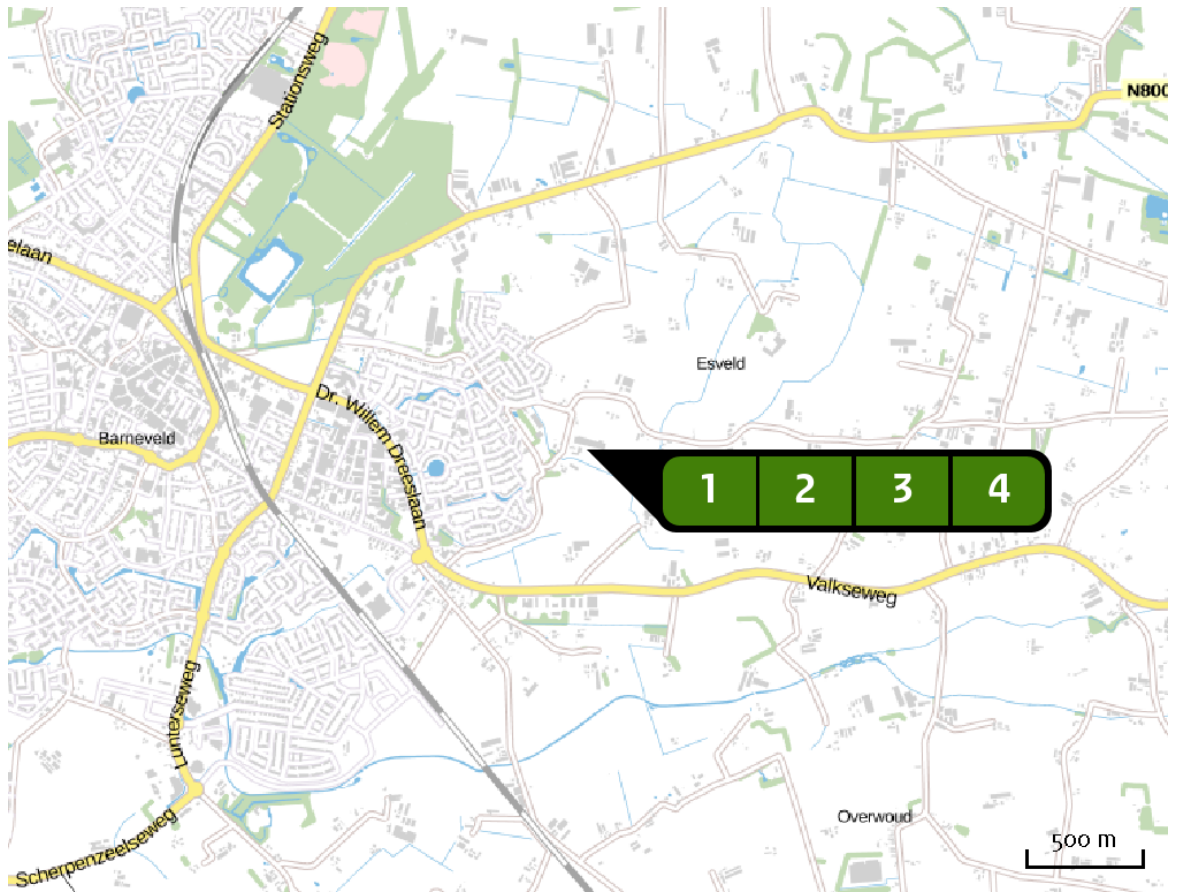 Stationsweg
N800
elaan
Esveld
Dr. Willem Dreeslaan
Barneveld
1 2 3 4
Valkseweg
Lunterseweg
Overwoud
500 m
Scherpenzeelseweg